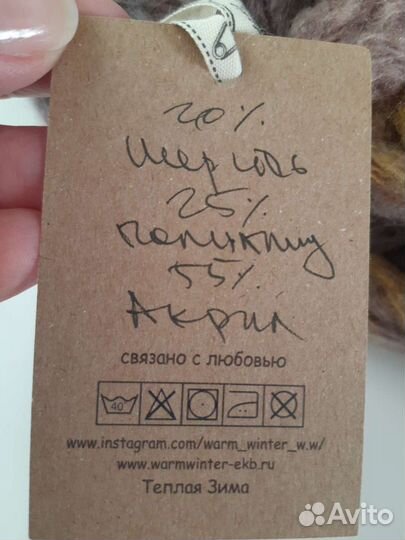 20%
Шерсть
25%
полиамид
55%
Акрил
связано с любовью
40
www.instagram.com/warm_winter_w.w/
www.warmwinter-ekb.ru
Теплая Зима
Avito